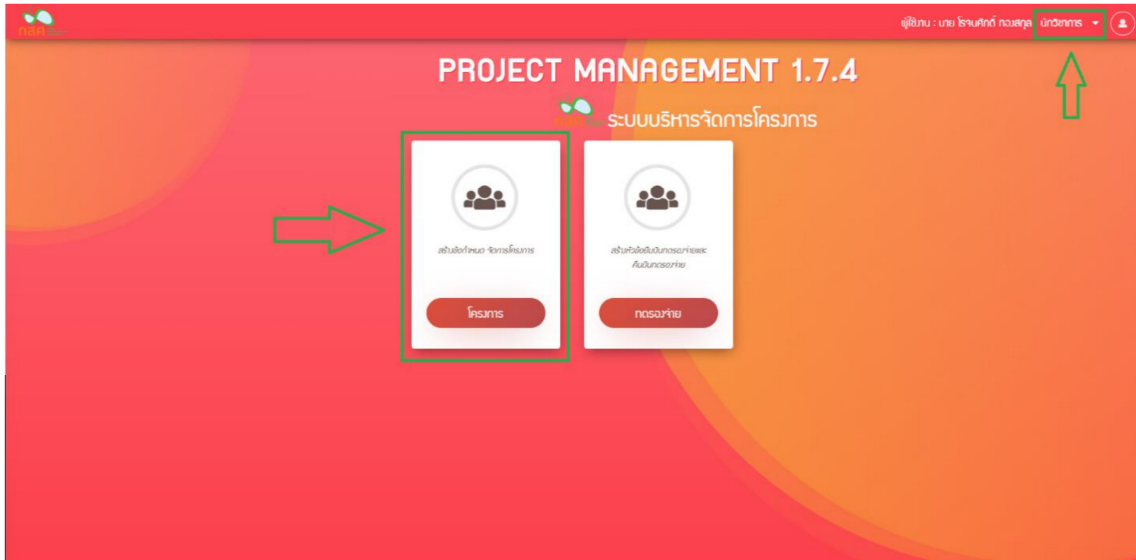 กสศ
ผู้ใช้งาน : นาย โรจนศักดิ์ ทองสกุล นักวิชาการ
PROJECT MANAGEMENT 1.7.4
ระบบบริหารจัดการโครงการ
สร้างข้อกำหนด จัดการโครงการ
โครงการ
สร้างหัวข้อยืมเงินทดรองจ่ายและ
คืนเงินทดรองจ่าย
ทดรองจ่าย